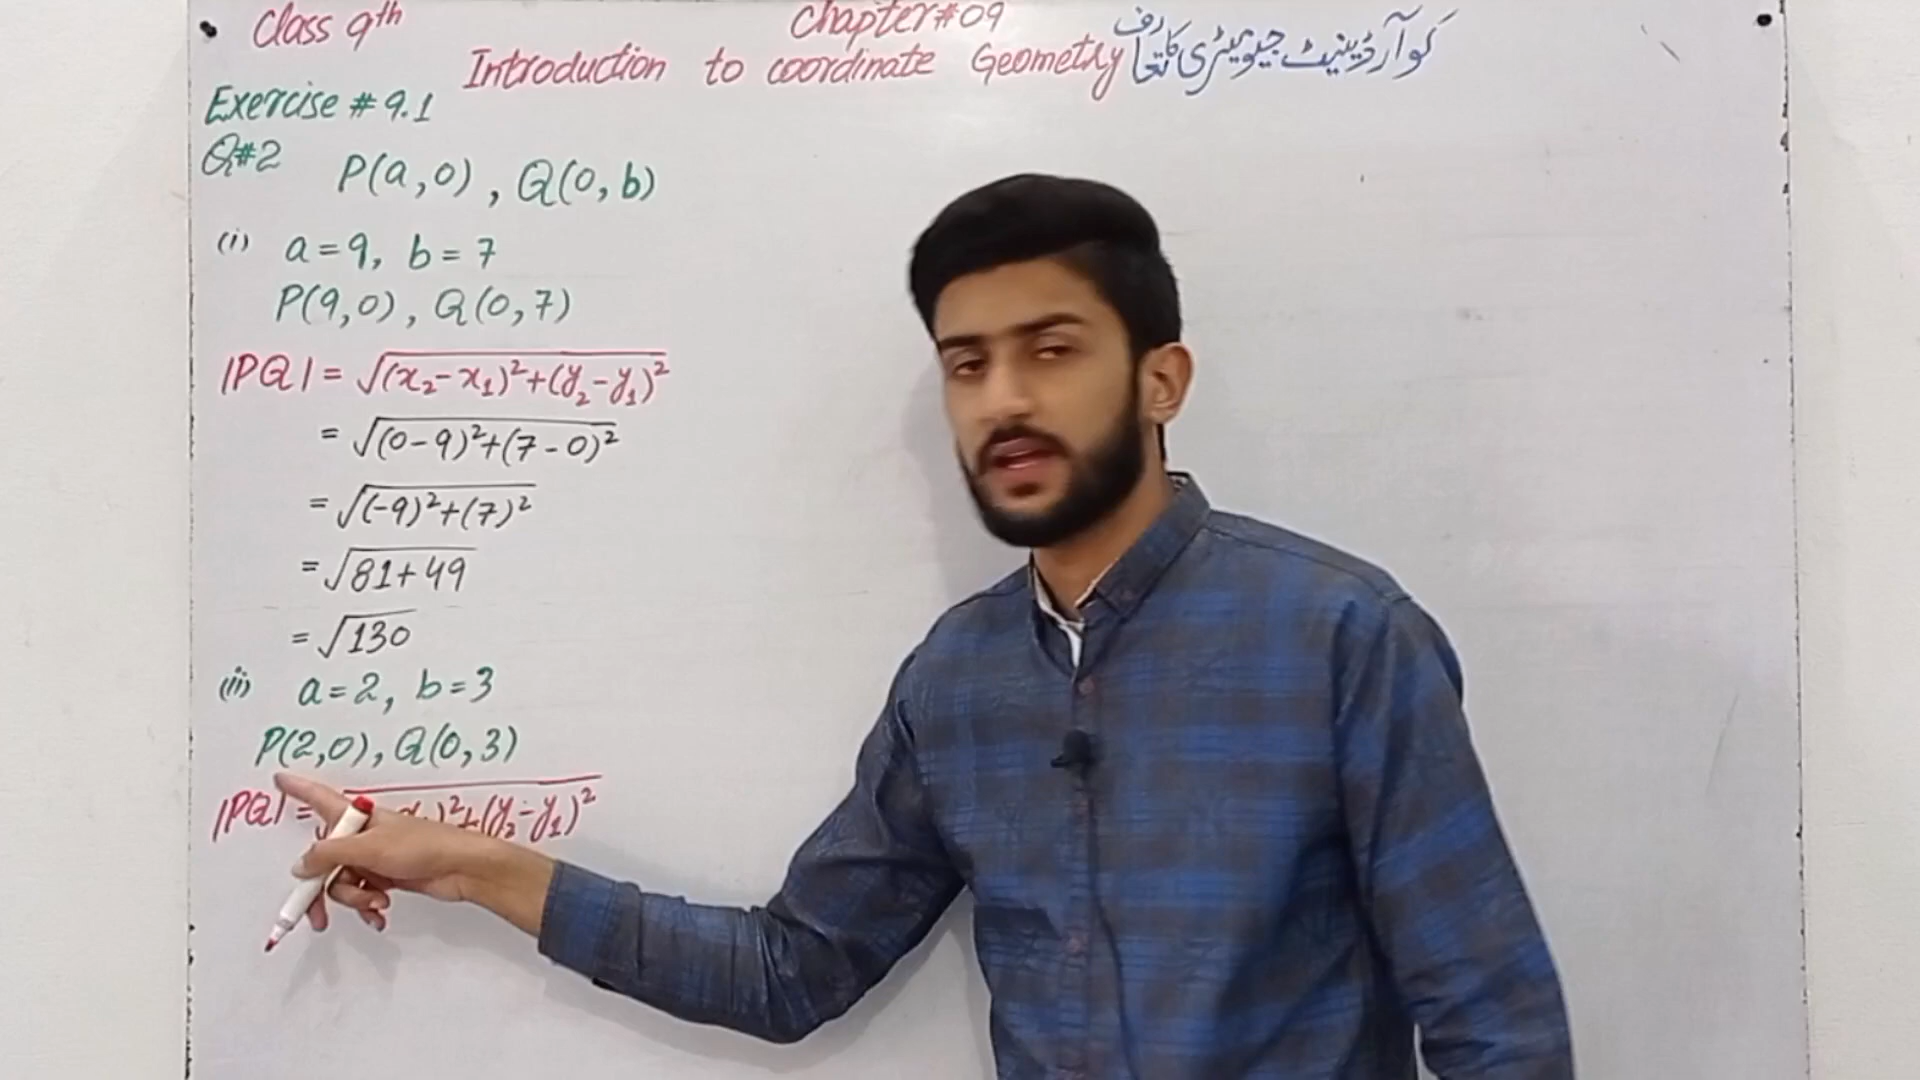 Class 9th
Chapter#09
Introduction to coordinate Geometry کوآرڈینیٹ جیومیٹری کا تعارف
Exercise # 9.1
Q#2
P(a,0), Q(0,b)
(i) a=9, b=7
P(9,0), Q(0,7)
|PQ| = √(x₂-x₁)²+(y₂-y₁)²
= √(0-9)²+(7-0)²
= √(-9)²+(7)²
= √81+49
= √130
(ii) a=2, b=3
P(2,0), Q(0,3)
|PQ| = )²+(y₂-y₁)²